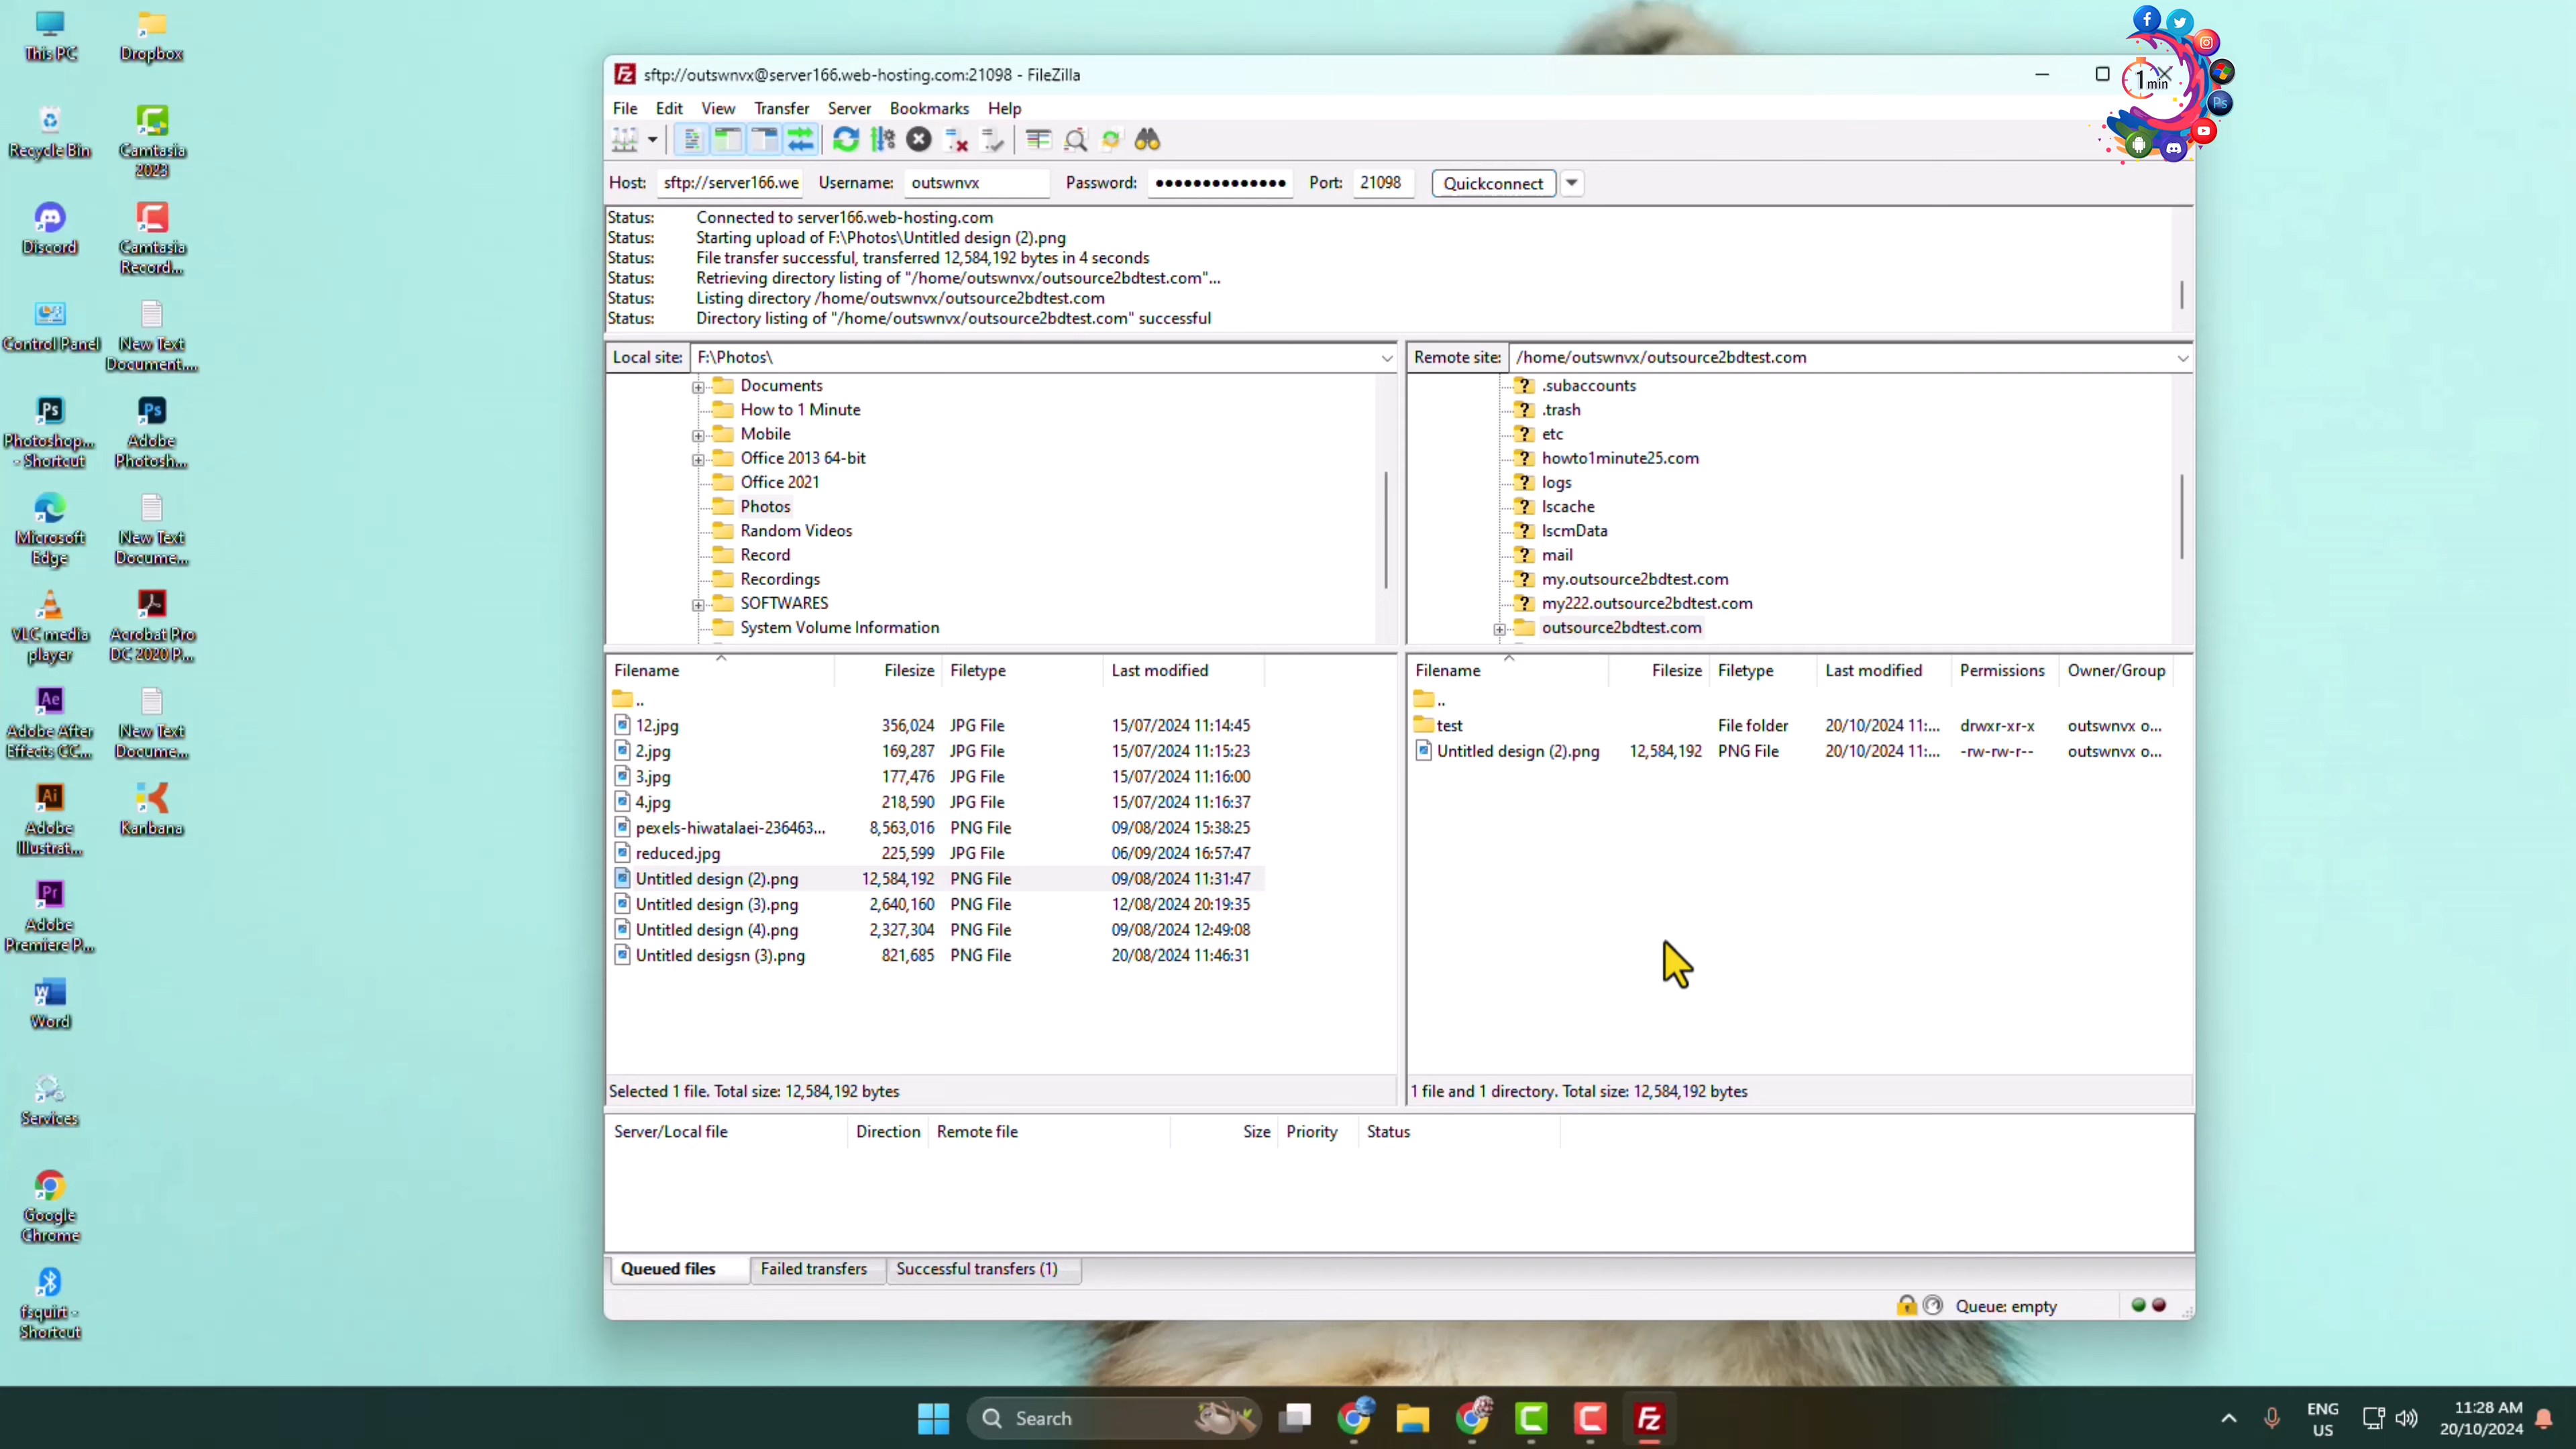 This PC
Dropbox
Recycle Bin
Camtasia
2023
Discord
Camtasia
Record...
Control Panel
New Text
Document....
Photoshop...
- Shortcut
Adobe
Photosh...
Microsoft
Edge
New Text
Docume...
VLC media
player
Acrobat Pro
DC 2020 P...
Adobe After
Effects CC...
New Text
Docume...
Adobe
Illustrat...
Kanbana
Adobe
Premiere P...
Word
Services
Google
Chrome
fsquirt -
Shortcut
1 min
sftp://outswnvx@server166.web-hosting.com:21098 - FileZilla
File Edit View Transfer Server Bookmarks Help
Host: sftp://server166.we Username: outswnvx Password: ●●●●●●●●●●●●●● Port: 21098 Quickconnect
Status: Connected to server166.web-hosting.com
Status: Starting upload of F:\Photos\Untitled design (2).png
Status: File transfer successful, transferred 12,584,192 bytes in 4 seconds
Status: Retrieving directory listing of "/home/outswnvx/outsource2bdtest.com"...
Status: Listing directory /home/outswnvx/outsource2bdtest.com
Status: Directory listing of "/home/outswnvx/outsource2bdtest.com" successful
Local site: F:\Photos\
Documents
How to 1 Minute
Mobile
Office 2013 64-bit
Office 2021
Photos
Random Videos
Record
Recordings
SOFTWARES
System Volume Information
Remote site: /home/outswnvx/outsource2bdtest.com
.subaccounts
.trash
etc
howto1minute25.com
logs
lscache
lscmData
mail
my.outsource2bdtest.com
my222.outsource2bdtest.com
outsource2bdtest.com
Filename Filesize Filetype Last modified
..
12.jpg 356,024 JPG File 15/07/2024 11:14:45
2.jpg 169,287 JPG File 15/07/2024 11:15:23
3.jpg 177,476 JPG File 15/07/2024 11:16:00
4.jpg 218,590 JPG File 15/07/2024 11:16:37
pexels-hiwatalaei-236463... 8,563,016 PNG File 09/08/2024 15:38:25
reduced.jpg 225,599 JPG File 06/09/2024 16:57:47
Untitled design (2).png 12,584,192 PNG File 09/08/2024 11:31:47
Untitled design (3).png 2,640,160 PNG File 12/08/2024 20:19:35
Untitled design (4).png 2,327,304 PNG File 09/08/2024 12:49:08
Untitled desigsn (3).png 821,685 PNG File 20/08/2024 11:46:31
Selected 1 file. Total size: 12,584,192 bytes
Filename Filesize Filetype Last modified Permissions Owner/Group
..
test File folder 20/10/2024 11:... drwxr-xr-x outswnvx o...
Untitled design (2).png 12,584,192 PNG File 20/10/2024 11:... -rw-rw-r-- outswnvx o...
1 file and 1 directory. Total size: 12,584,192 bytes
Server/Local file Direction Remote file Size Priority Status
Queued files Failed transfers Successful transfers (1)
Queue: empty
Search
ENG
US
11:28 AM
20/10/2024